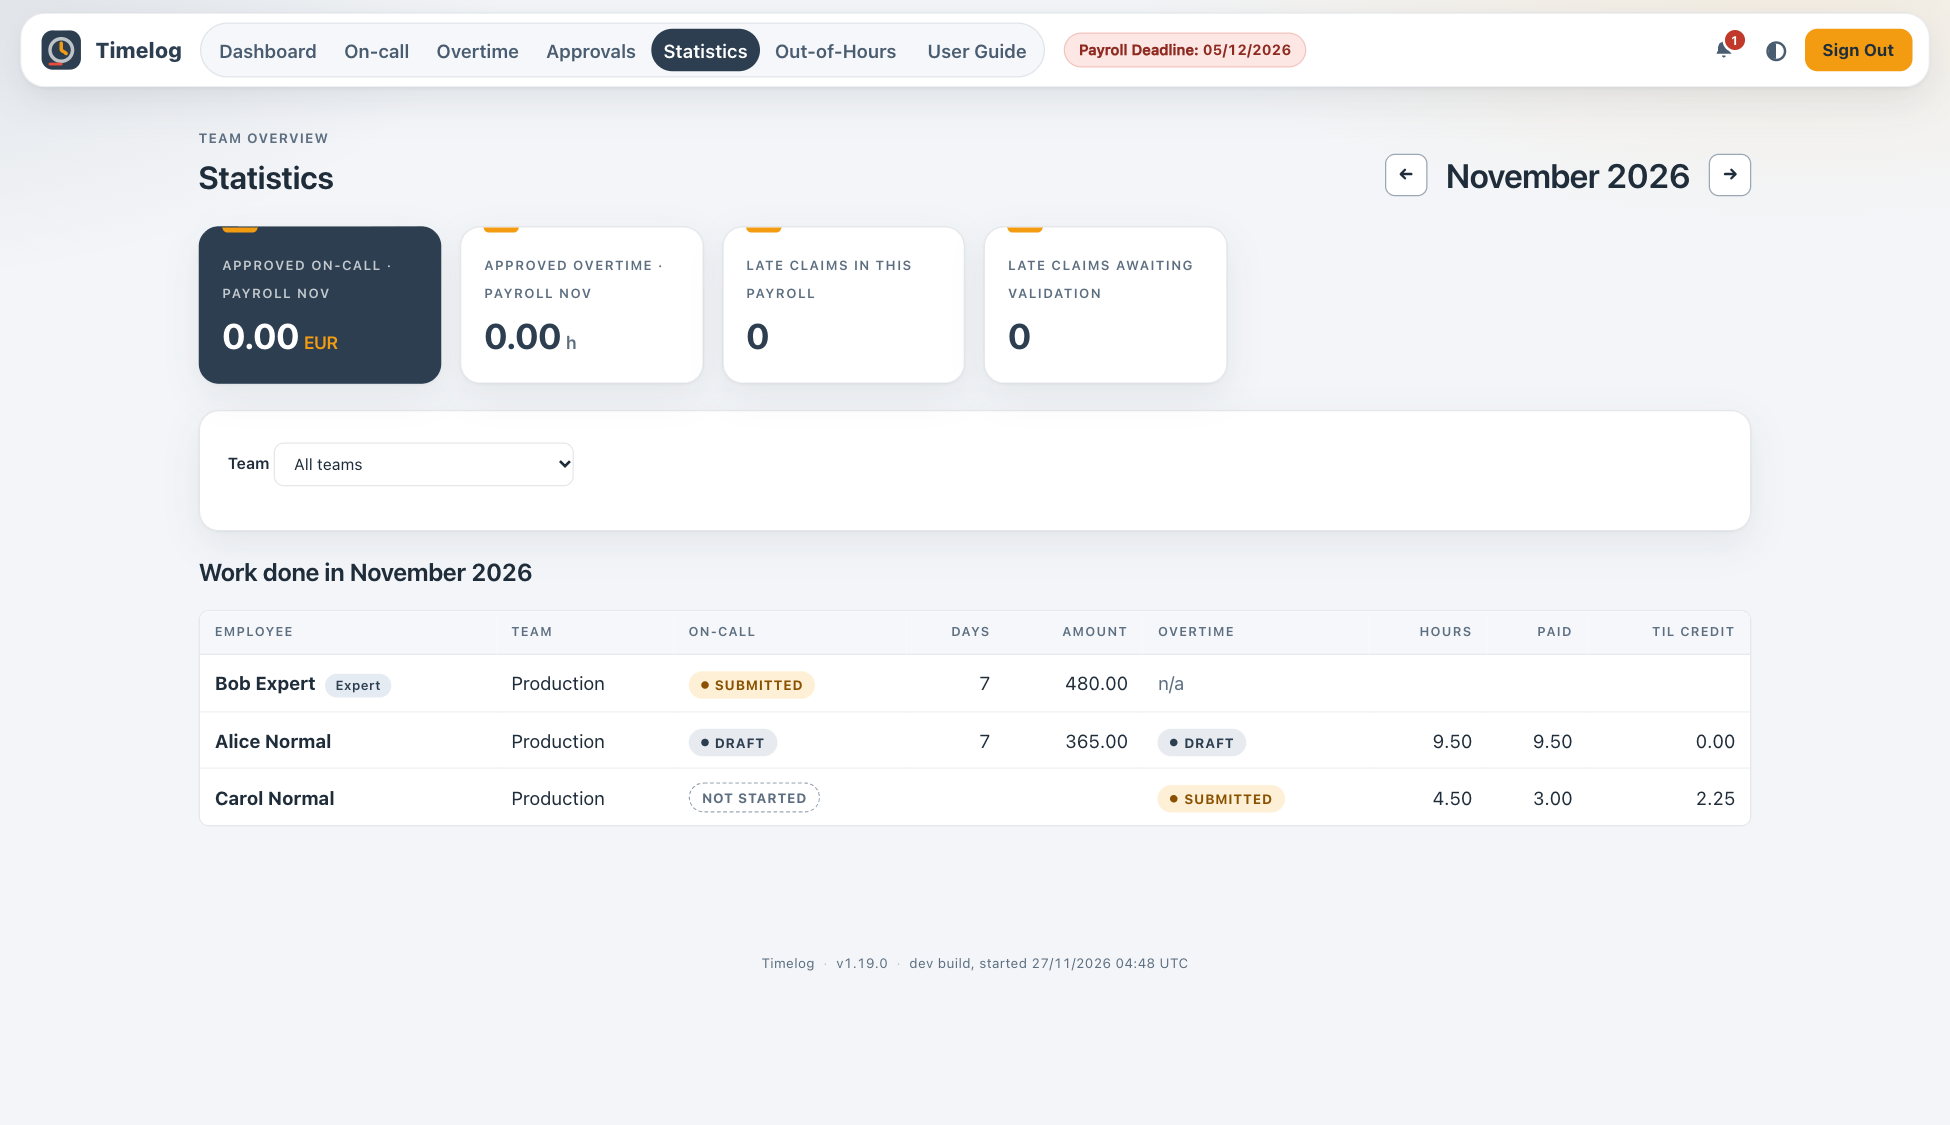 Timelog
Dashboard On-call Overtime Approvals Statistics Out-of-Hours User Guide
Payroll Deadline: 05/12/2026
1
Sign Out
TEAM OVERVIEW
Statistics
November 2026
APPROVED ON-CALL ·
PAYROLL NOV
0.00 EUR
APPROVED OVERTIME ·
PAYROLL NOV
0.00 h
LATE CLAIMS IN THIS
PAYROLL
0
LATE CLAIMS AWAITING
VALIDATION
0
Team All teams
Work done in November 2026
EMPLOYEE TEAM ON-CALL DAYS AMOUNT OVERTIME HOURS PAID TIL CREDIT
Bob Expert Expert Production SUBMITTED 7 480.00 n/a
Alice Normal Production DRAFT 7 365.00 DRAFT 9.50 9.50 0.00
Carol Normal Production NOT STARTED SUBMITTED 4.50 3.00 2.25
Timelog · v1.19.0 · dev build, started 27/11/2026 04:48 UTC